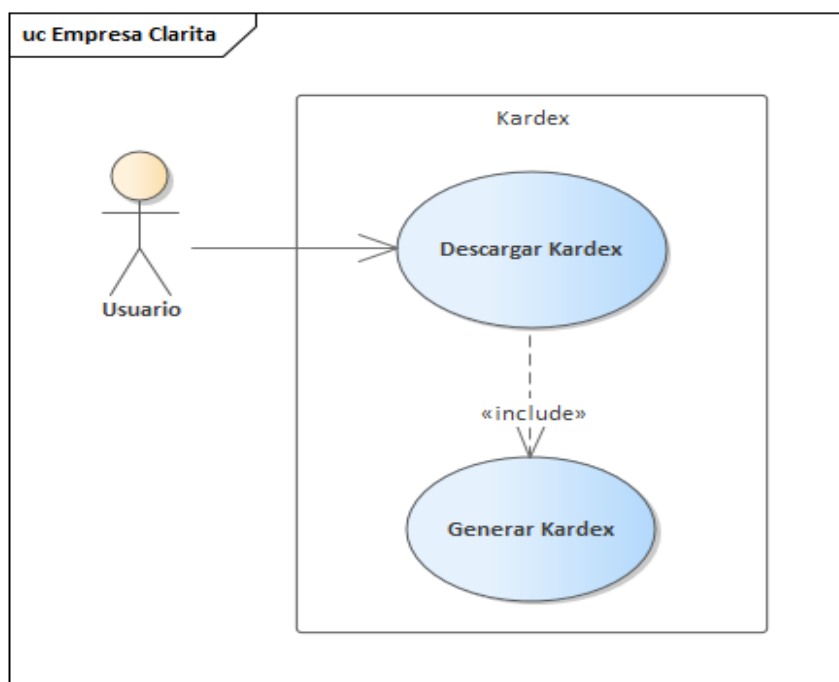 uc Empresa Clarita
Kardex
Descargar Kardex
Usuario
«include»
Generar Kardex